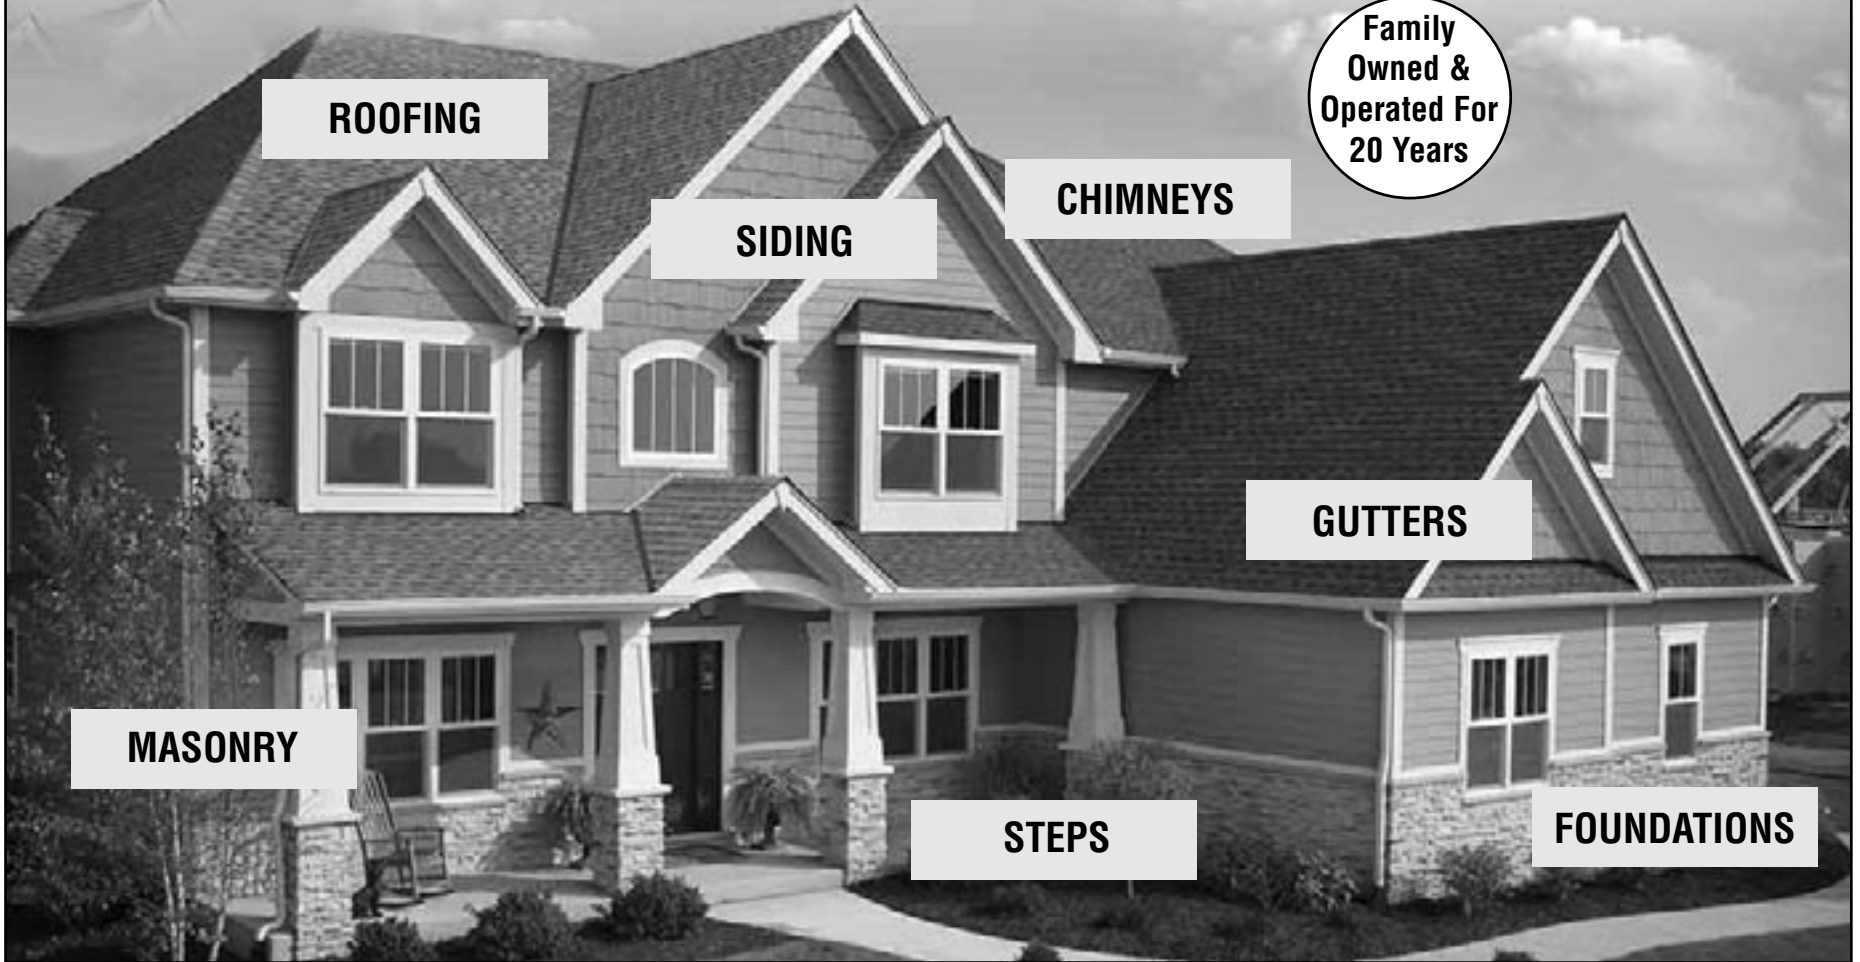 Family
Owned &
Operated For
20 Years
ROOFING
CHIMNEYS
SIDING
GUTTERS
MASONRY
STEPS
FOUNDATIONS